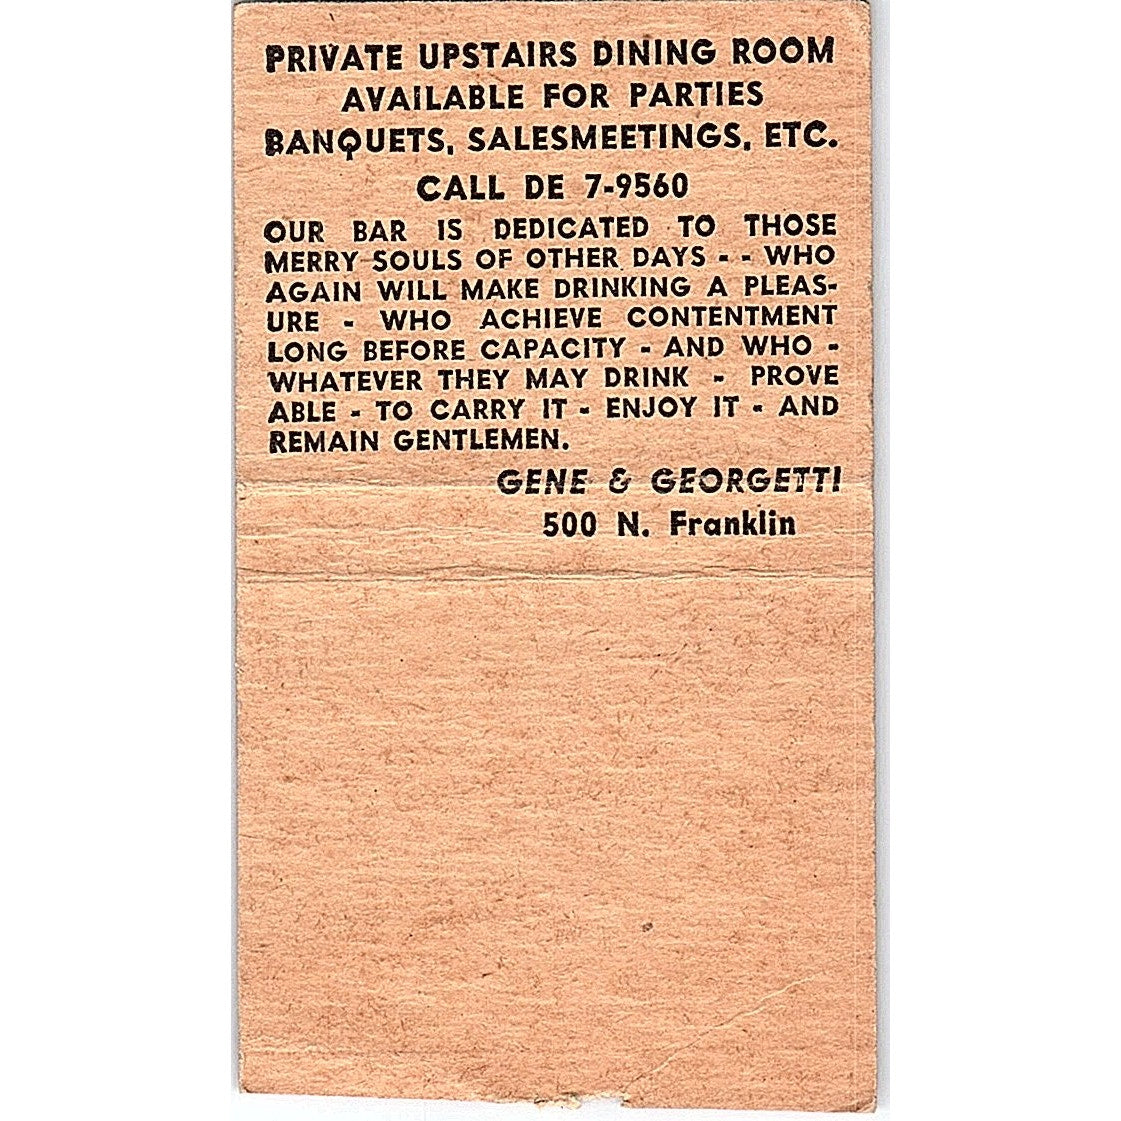 PRIVATE UPSTAIRS DINING ROOM
AVAILABLE FOR PARTIES
BANQUETS, SALESMEETINGS, ETC.
CALL DE 7-9560
OUR BAR IS DEDICATED TO THOSE
MERRY SOULS OF OTHER DAYS - - WHO
AGAIN WILL MAKE DRINKING A PLEAS-
URE - WHO ACHIEVE CONTENTMENT
LONG BEFORE CAPACITY - AND WHO -
WHATEVER THEY MAY DRINK - PROVE
ABLE - TO CARRY IT - ENJOY IT - AND
REMAIN GENTLEMEN.
GENE & GEORGETTI
500 N. Franklin